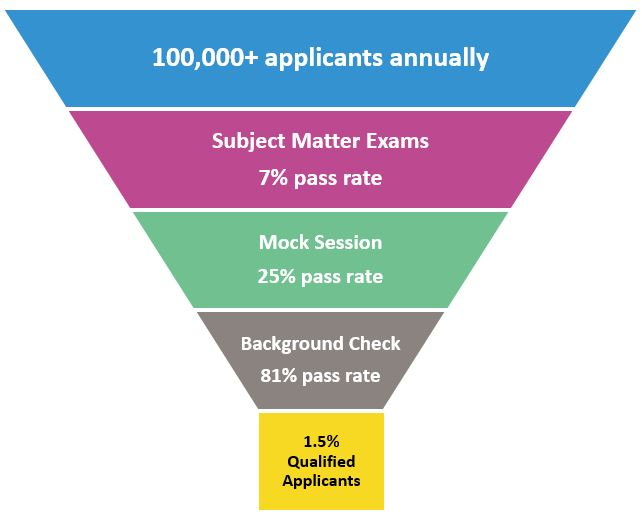 100,000+ applicants annually
Subject Matter Exams
7% pass rate
Mock Session
25% pass rate
Background Check
81% pass rate
1.5%
Qualified
Applicants